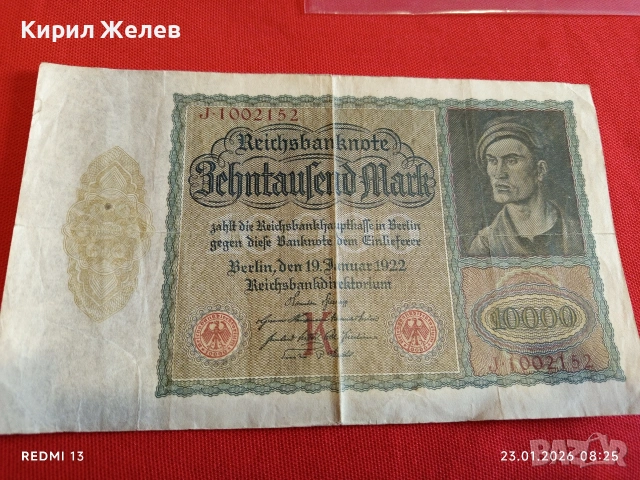 Кирил Желев
J·1002152
Reichsbanknote
Zehntausend Mark
zahlt die Reichsbankhauptkasse in Berlin
gegen diese Banknote dem Einlieferer
Berlin, den 19. Januar 1922
Reichsbankdirektorium
K
10000
J·1002152
REDMI 13
23.01.2026 08:25
BAZAR